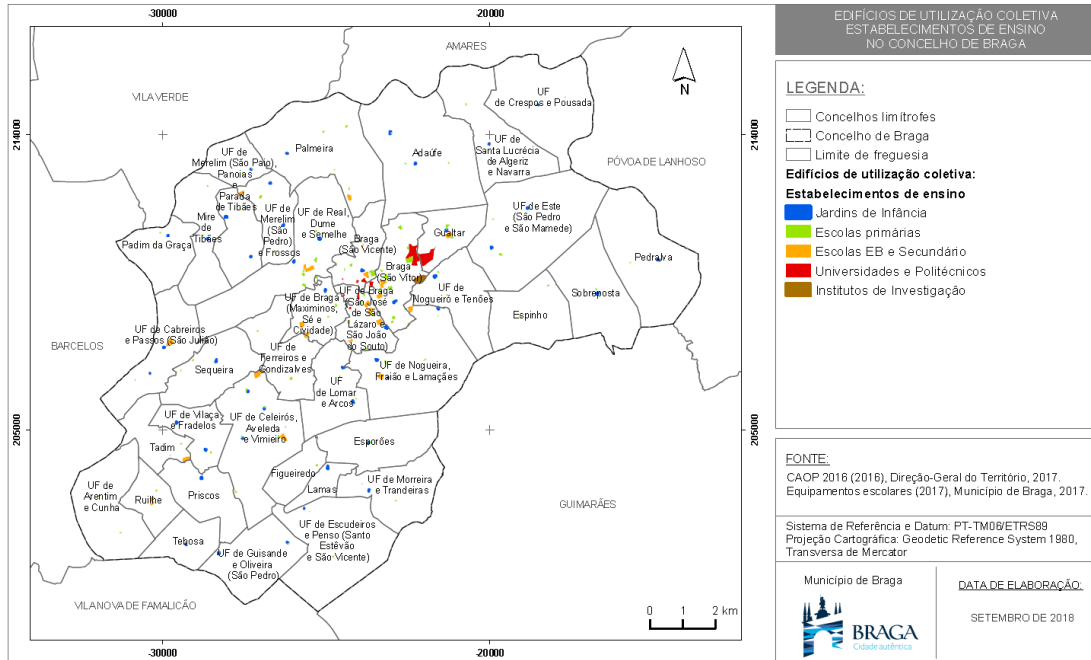 -30000
-20000
EDIFÍCIOS DE UTILIZAÇÃO COLETIVA
ESTABELECIMENTOS DE ENSINO
NO CONCELHO DE BRAGA
AMARES
N
VILA VERDE
UF
de Crespos e Pousada
214000
214000
UF de
Merelim (São Paio),
Panoias
e
Parada
de Tibães
Palmeira
Adaúfe
UF de
Santa Lucrécia
de Algeriz
e Navarra
PÓVOA DE LANHOSO
Mire
de
Tibães
UF de
Merelim
(São
Pedro)
e Frossos
UF de Real,
Dume
e Semelhe
UF de Este
(São Pedro
e São Mamede)
Padim da Graça
Braga
(São Vicente)
Gualtar
Pedralva
Braga
(São Vítor)
UF de
Nogueiró e Tenões
Sobreposta
Espinho
UF de Braga
(Maximinos,
Sé e
Cividade)
UF de Braga
(São José
de São
Lázaro e
São João
do Souto)
UF de Cabreiros
e Passos (São Julião)
BARCELOS
Sequeira
UF de
Ferreiros e
Gondizalves
UF de Nogueira,
Fraião e Lamaçães
UF
de Lomar
e Arcos
UF de Vilaça
e Fradelos
UF de Celeirós,
Aveleda
e Vimieiro
205000
205000
Tadim
Esporões
Figueiredo
Lamas
UF de Morreira
e Trandeiras
UF de
Arentim
e Cunha
Ruilhe
Priscos
GUIMARÃES
Tebosa
UF de Guisande
e Oliveira
(São Pedro)
UF de Escudeiros
e Penso (Santo
Estêvão
e São Vicente)
VILA NOVA DE FAMALICÃO
0 1 2 km
-30000
-20000
LEGENDA:
Concelhos limítrofes
Concelho de Braga
Limite de freguesia
Edifícios de utilização coletiva:
Estabelecimentos de ensino
Jardins de Infância
Escolas primárias
Escolas EB e Secundário
Universidades e Politécnicos
Institutos de Investigação
FONTE:
CAOP 2016 (2016), Direção-Geral do Território, 2017.
Equipamentos escolares (2017), Município de Braga, 2017.
Sistema de Referência e Datum: PT-TM06/ETRS89
Projeção Cartográfica: Geodetic Reference System 1980,
Transversa de Mercator
Município de Braga
BRAGA
Cidade autêntica
DATA DE ELABORAÇÃO:
SETEMBRO DE 2018